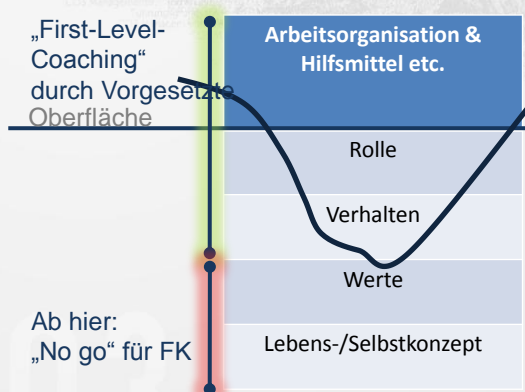 „First-Level-
Coaching“
durch Vorgesetzte
Oberfläche
Arbeitsorganisation &
Hilfsmittel etc.
Rolle
Verhalten
Werte
Ab hier:
„No go“ für FK
Lebens-/Selbstkonzept